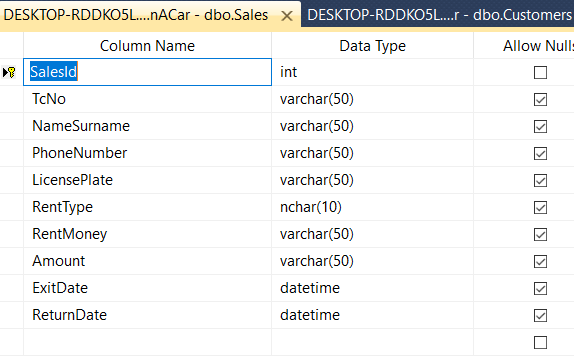 DESKTOP-RDDKO5L....nACar - dbo.Sales DESKTOP-RDDKO5L....r - dbo.Customers
Column Name Data Type Allow Nulls
SalesId int
TcNo varchar(50)
NameSurname varchar(50)
PhoneNumber varchar(50)
LicensePlate varchar(50)
RentType nchar(10)
RentMoney varchar(50)
Amount varchar(50)
ExitDate datetime
ReturnDate datetime